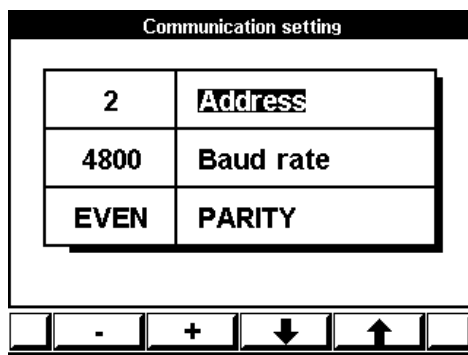 Communication setting
2 Address
4800 Baud rate
EVEN PARITY
- +